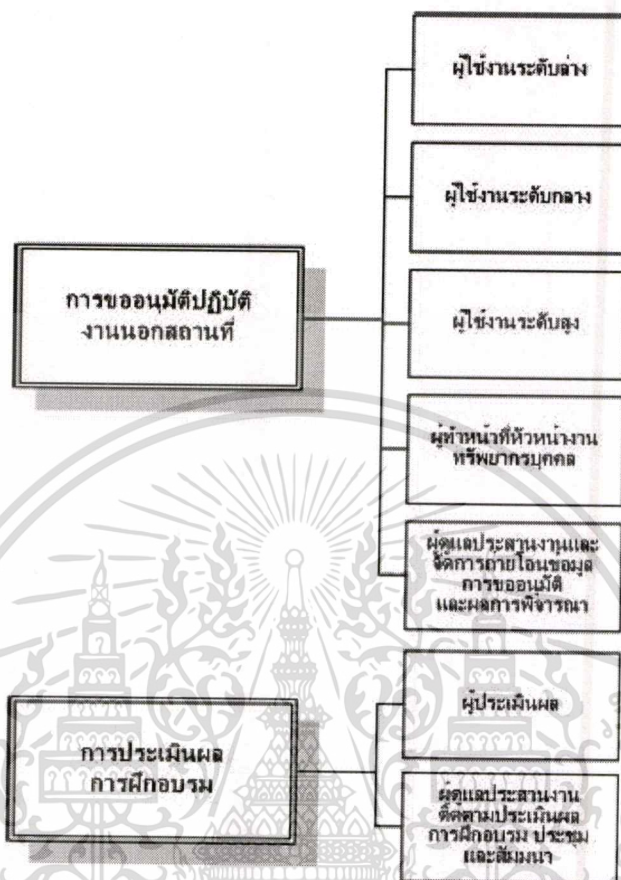 ผู้ใช้งานระดับล่าง
ผู้ใช้งานระดับกลาง
การขออนุมัติปฏิบัติ
งานนอกสถานที่
ผู้ใช้งานระดับสูง
ผู้ทำหน้าที่หัวหน้างาน
ทรัพยากรบุคคล
ผู้ดูแลประสานงานและ
จัดการถ่ายโอนข้อมูล
การขออนุมัติ
และผลการพิจารณา
ผู้ประเมินผล
การประเมินผล
การฝึกอบรม
ผู้ดูแลประสานงาน
ติดตามประเมินผล
การฝึกอบรม ประชุม
และสัมมนา